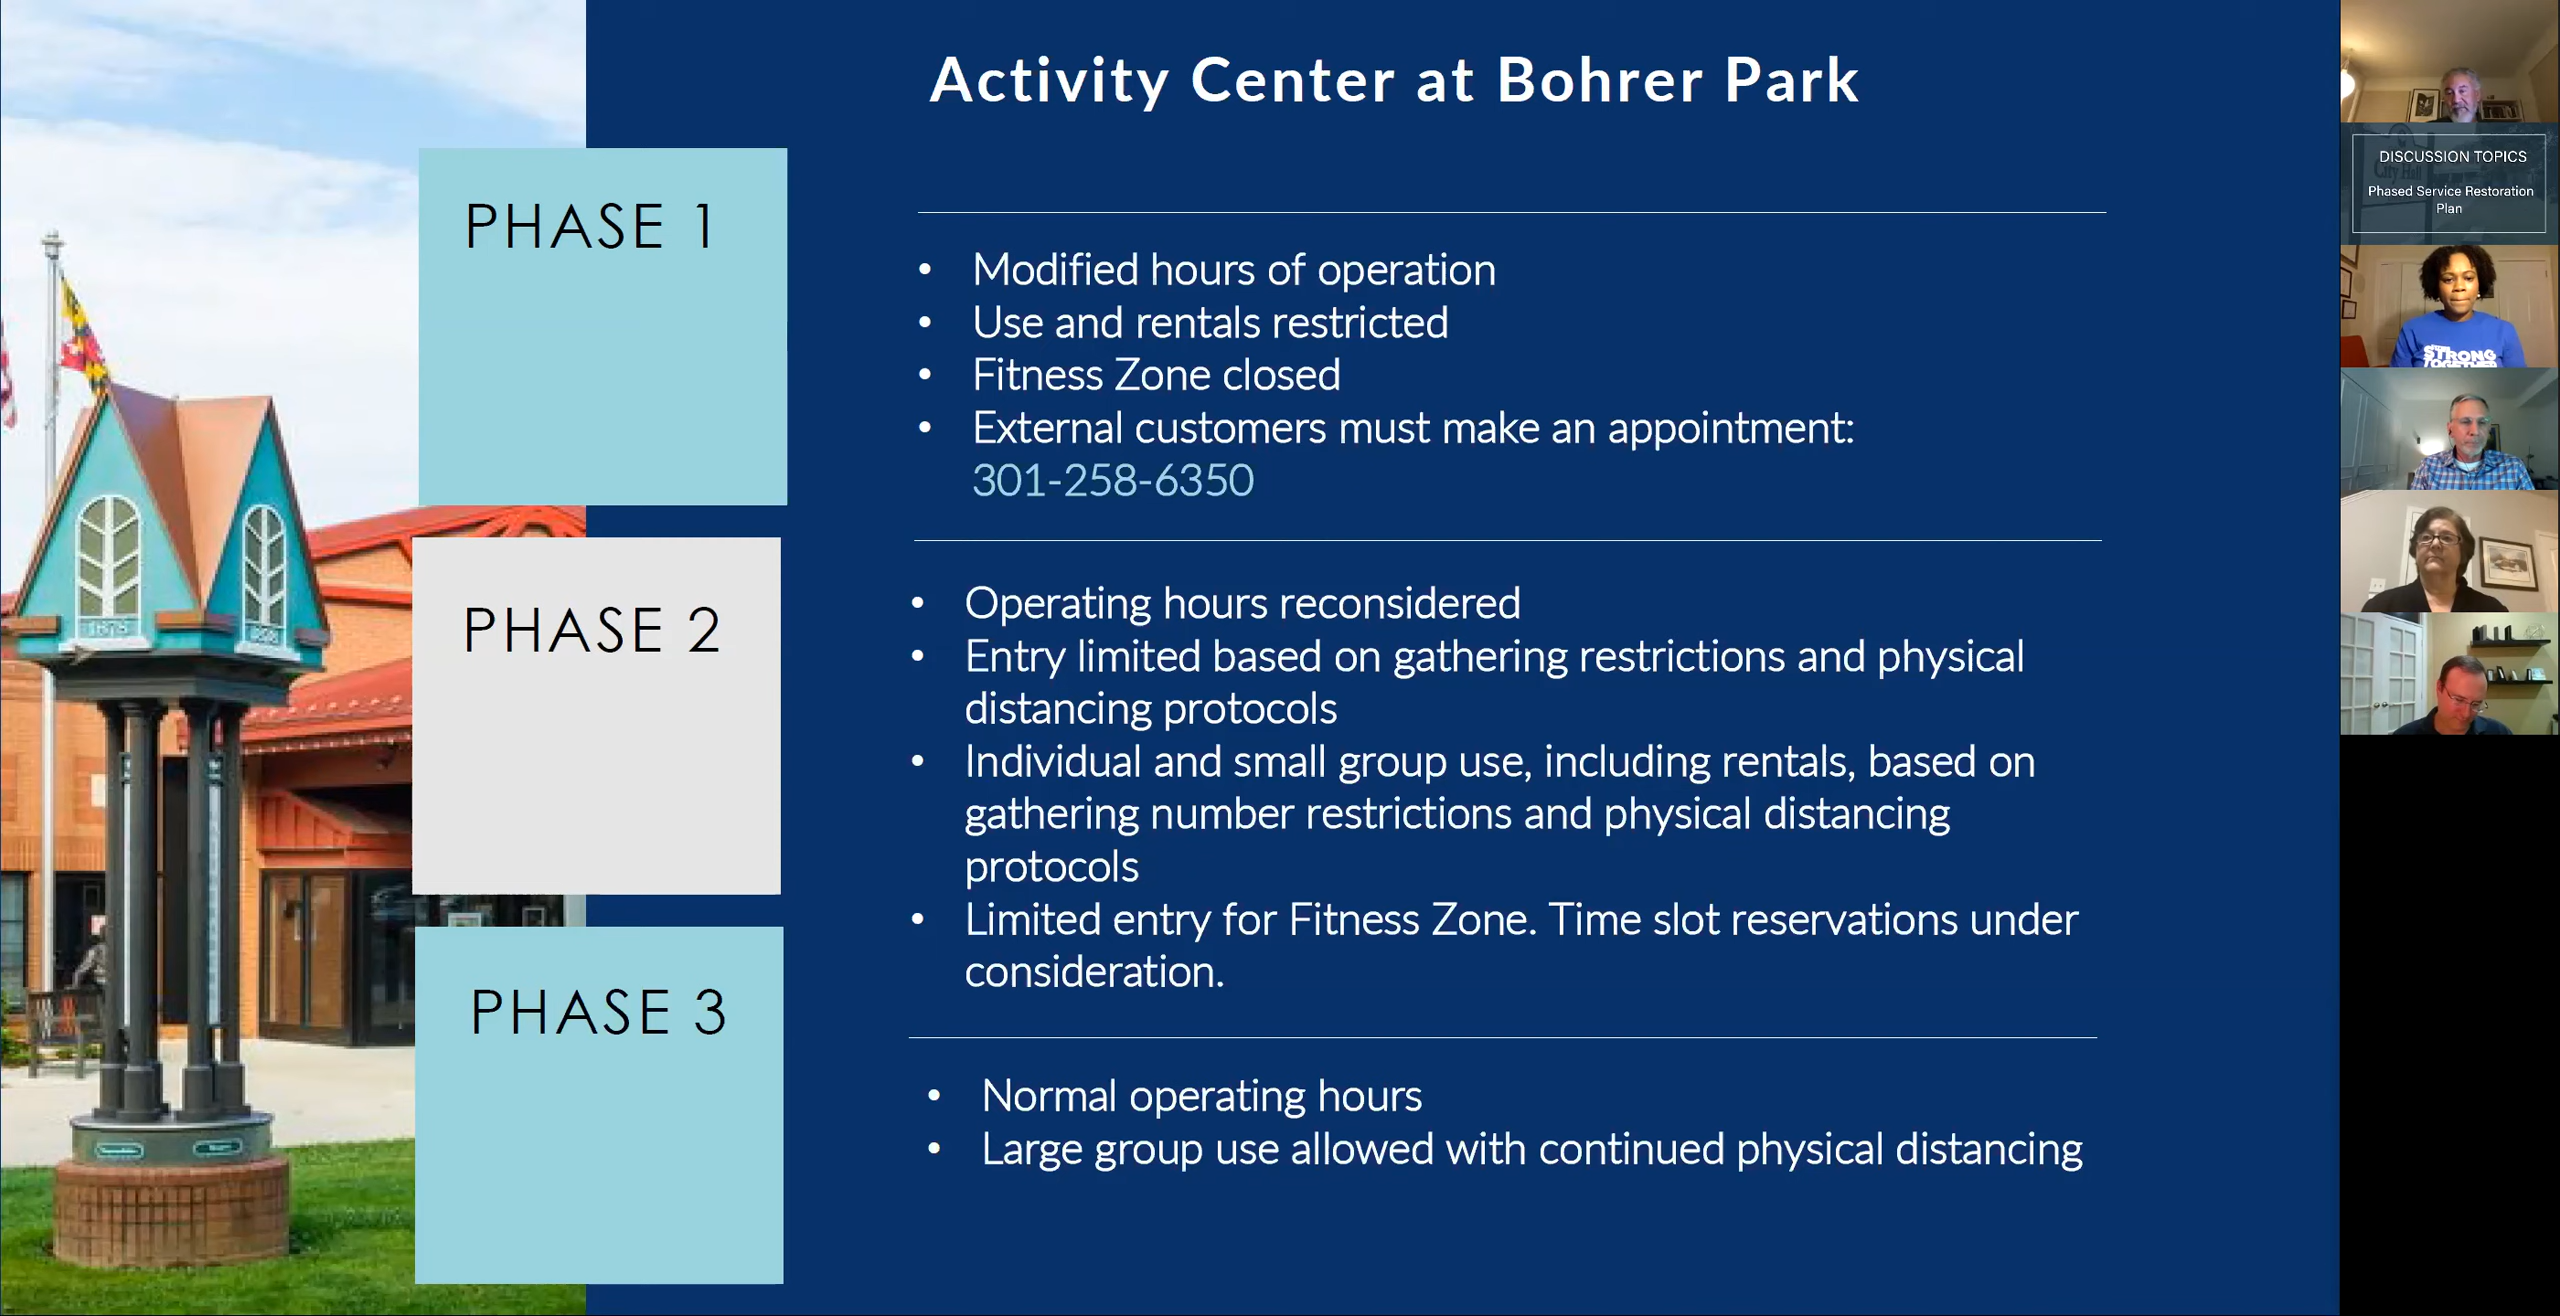 Activity Center at Bohrer Park
PHASE 1
• Modified hours of operation
• Use and rentals restricted
• Fitness Zone closed
• External customers must make an appointment:
301-258-6350
PHASE 2
• Operating hours reconsidered
• Entry limited based on gathering restrictions and physical
distancing protocols
• Individual and small group use, including rentals, based on
gathering number restrictions and physical distancing
protocols
• Limited entry for Fitness Zone. Time slot reservations under
consideration.
PHASE 3
• Normal operating hours
• Large group use allowed with continued physical distancing
DISCUSSION TOPICS
City Hall
Phased Service Restoration
Plan
STRONG
TOGETHER